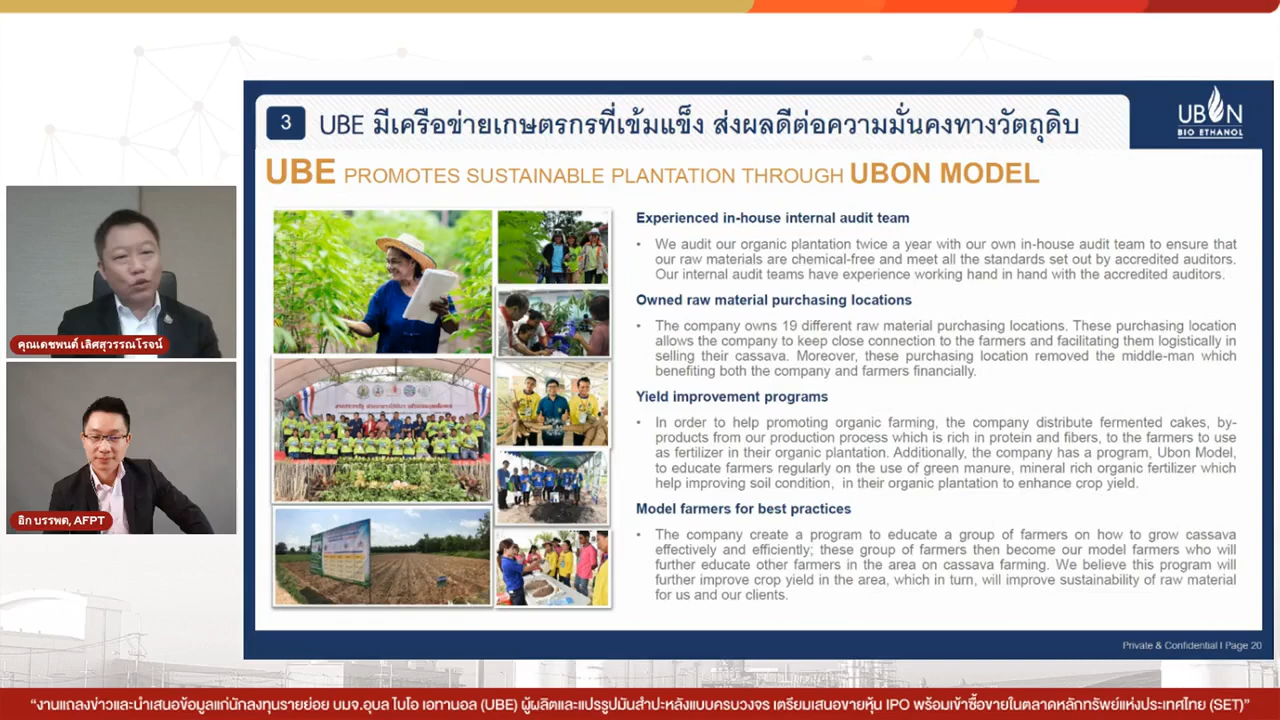 3
UBE มีเครือข่ายเกษตรกรที่เข้มแข็ง ส่งผลดีต่อความมั่นคงทางวัตถุดิบ
UBON
BIO ETHANOL
UBE PROMOTES SUSTAINABLE PLANTATION THROUGH UBON MODEL
Experienced in-house internal audit team
• We audit our organic plantation twice a year with our own in-house audit team to ensure that
our raw materials are chemical-free and meet all the standards set out by accredited auditors.
Our internal audit teams have experience working hand in hand with the accredited auditors.
Owned raw material purchasing locations
• The company owns 19 different raw material purchasing locations. These purchasing location
allows the company to keep close connection to the farmers and facilitating them logistically in
selling their cassava. Moreover, these purchasing location removed the middle-man which
benefiting both the company and farmers financially.
Yield improvement programs
• In order to help promoting organic farming, the company distribute fermented cakes, by-
products from our production process which is rich in protein and fibers, to the farmers to use
as fertilizer in their organic plantation. Additionally, the company has a program, Ubon Model,
to educate farmers regularly on the use of green manure, mineral rich organic fertilizer which
help improving soil condition, in their organic plantation to enhance crop yield.
Model farmers for best practices
• The company create a program to educate a group of farmers on how to grow cassava
effectively and efficiently; these group of farmers then become our model farmers who will
further educate other farmers in the area on cassava farming. We believe this program will
further improve crop yield in the area, which in turn, will improve sustainability of raw material
for us and our clients.
Private & Confidential I Page 20
คุณเดชพนต์ เลิศสุวรรณโรจน์
อิก บรรพต, AFPT
“งานแถลงข่าวและนำเสนอข้อมูลแก่นักลงทุนรายย่อย บมจ.อุบล ไบโอ เอทานอล (UBE) ผู้ผลิตและแปรรูปมันสำปะหลังแบบครบวงจร เตรียมเสนอขายหุ้น IPO พร้อมเข้าซื้อขายในตลาดหลักทรัพย์แห่งประเทศไทย (SET)”